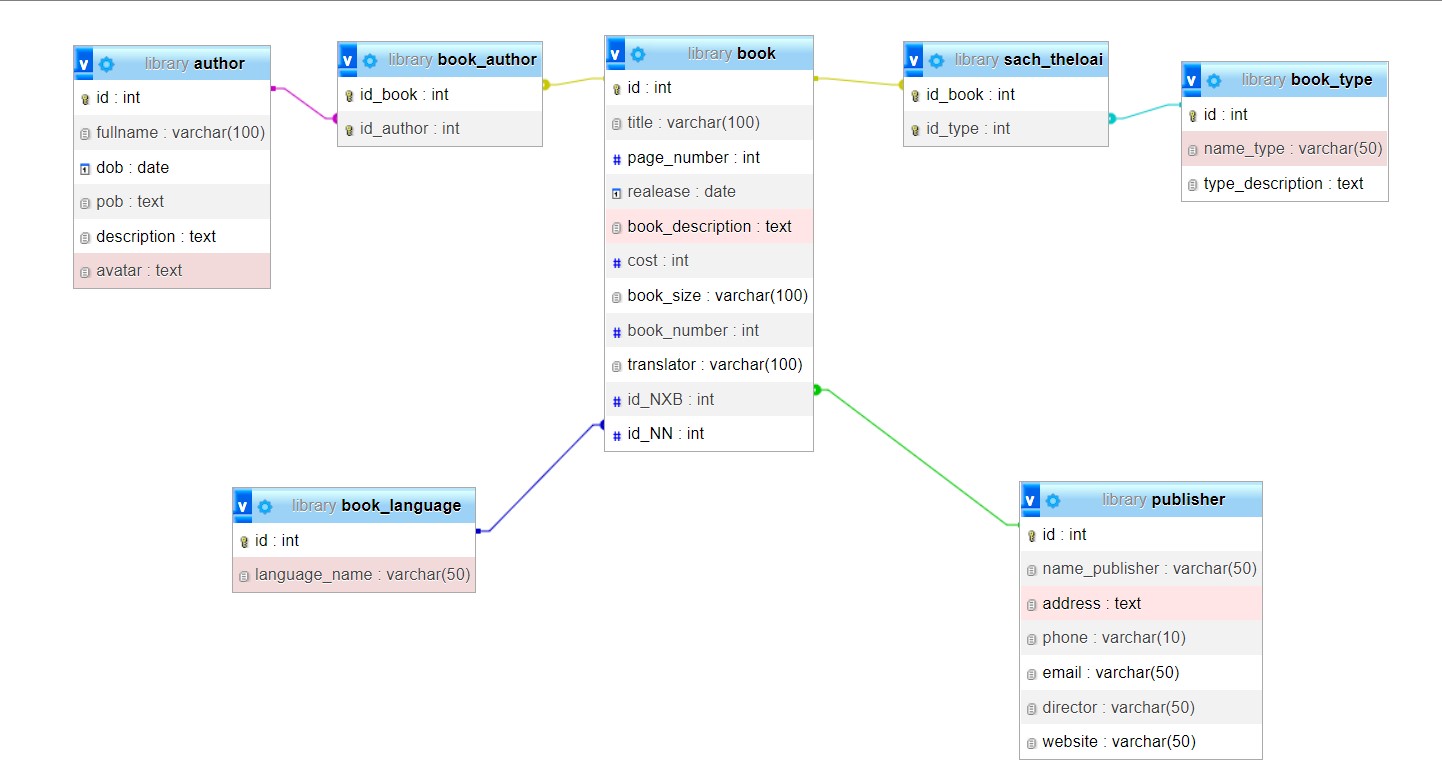 library author
id : int
fullname : varchar(100)
dob : date
pob : text
description : text
avatar : text
library book_author
id_book : int
id_author : int
library book
id : int
title : varchar(100)
page_number : int
realease : date
book_description : text
cost : int
book_size : varchar(100)
book_number : int
translator : varchar(100)
id_NXB : int
id_NN : int
library sach_theloai
id_book : int
id_type : int
library book_type
id : int
name_type : varchar(50)
type_description : text
library book_language
id : int
language_name : varchar(50)
library publisher
id : int
name_publisher : varchar(50)
address : text
phone : varchar(10)
email : varchar(50)
director : varchar(50)
website : varchar(50)